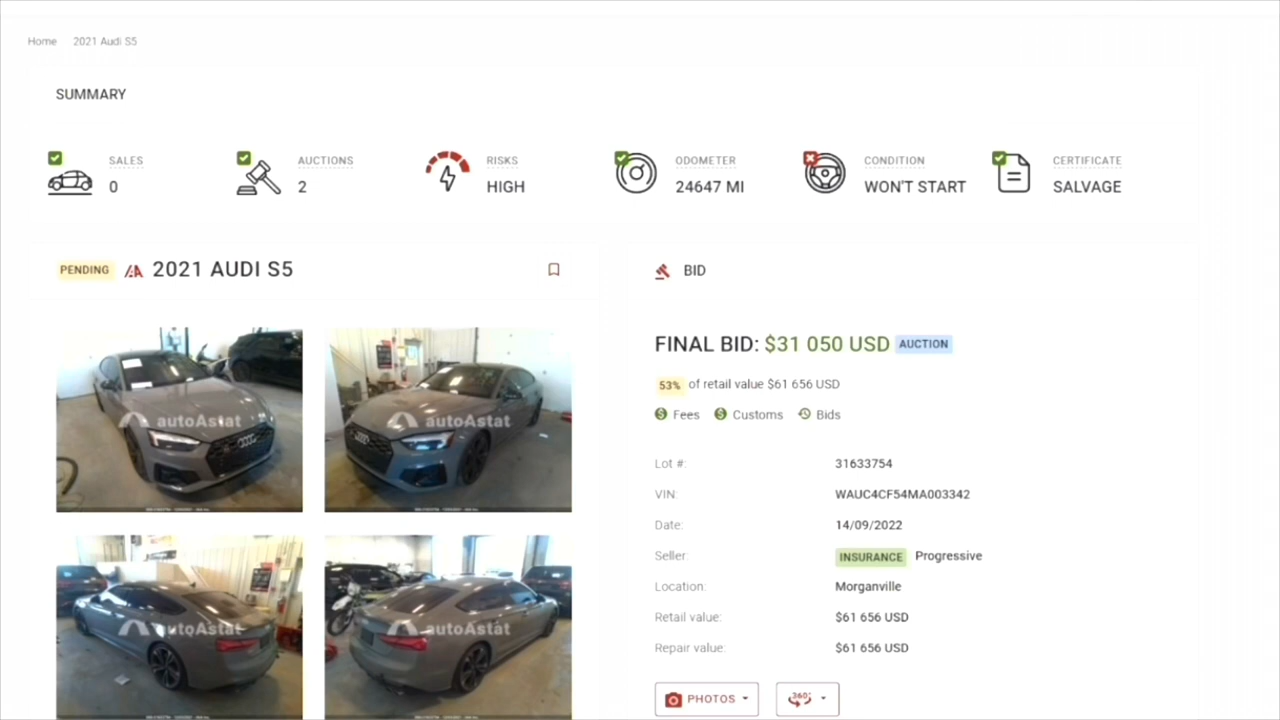 Home 2021 Audi S5
SUMMARY
SALES
0
AUCTIONS
2
RISKS
HIGH
ODOMETER
24647 MI
CONDITION
WON'T START
CERTIFICATE
SALVAGE
PENDING 2021 AUDI S5
autoAstat
autoAstat
autoAstat
autoAstat
BID
FINAL BID: $31 050 USD AUCTION
53% of retail value $61 656 USD
Fees Customs Bids
Lot #: 31633754
VIN: WAUC4CF54MA003342
Date: 14/09/2022
Seller: INSURANCE Progressive
Location: Morganville
Retail value: $61 656 USD
Repair value: $61 656 USD
PHOTOS 360°